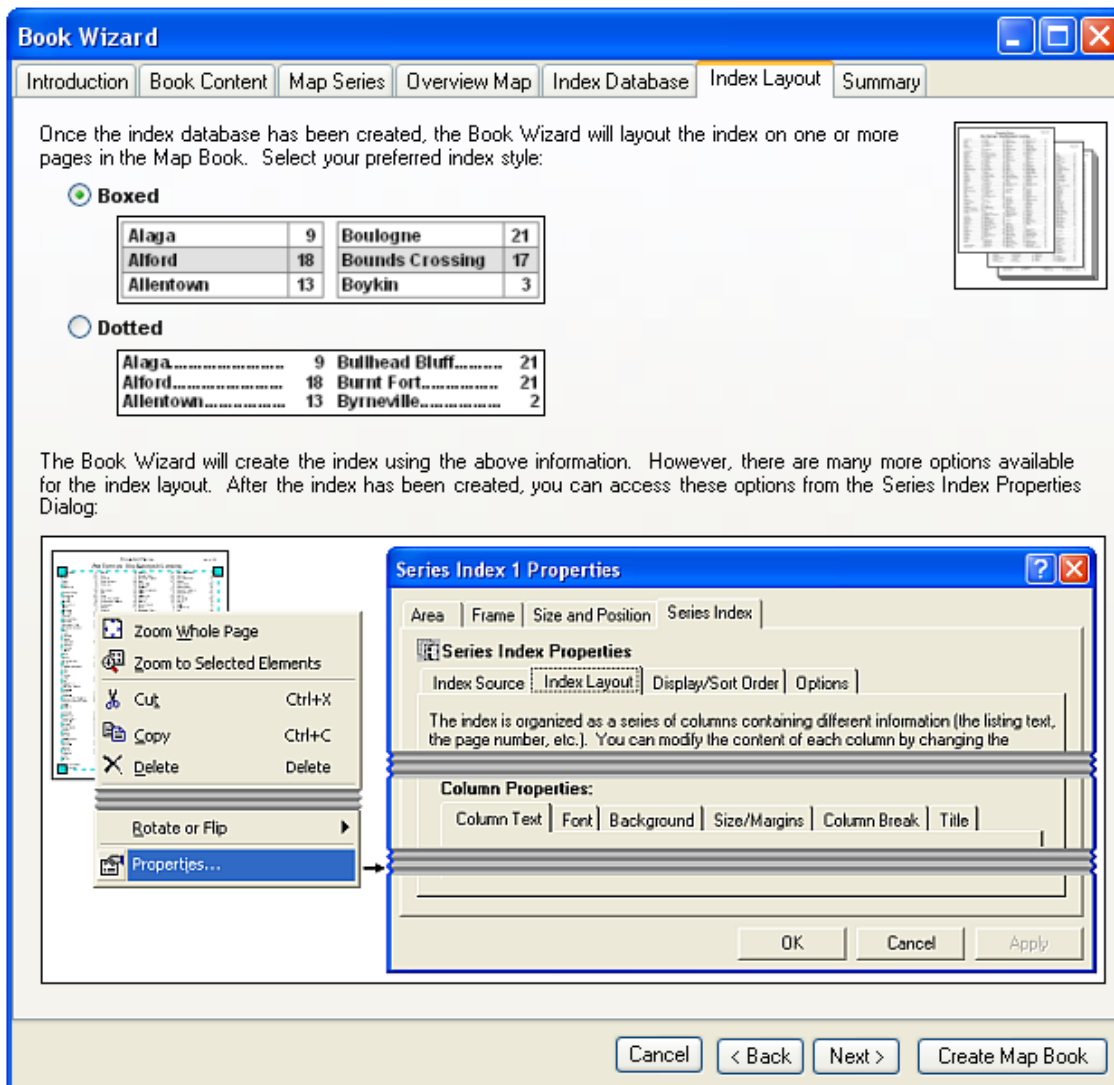 Book Wizard
Introduction
Book Content
Map Series
Overview Map
Index Database
Index Layout
Summary
Once the index database has been created, the Book Wizard will layout the index on one or more
pages in the Map Book. Select your preferred index style:
Boxed
Alaga 9 Boulogne 21
Alford 18 Bounds Crossing 17
Allentown 13 Boykin 3
Dotted
Alaga........................... 9 Bullhead Bluff........... 21
Alford.......................... 18 Burnt Fort................. 21
Allentown................... 13 Byrneville.................. 2
The Book Wizard will create the index using the above information. However, there are many more options available
for the index layout. After the index has been created, you can access these options from the Series Index Properties
Dialog:
Zoom Whole Page
Zoom to Selected Elements
Cut Ctrl+X
Copy Ctrl+C
Delete Delete
Rotate or Flip
Properties...
Series Index 1 Properties
Area
Frame
Size and Position
Series Index
Series Index Properties
Index Source
Index Layout
Display/Sort Order
Options
The index is organized as a series of columns containing different information (the listing text,
the page number, etc.). You can modify the content of each column by changing the
Column Properties:
Column Text
Font
Background
Size/Margins
Column Break
Title
OK
Cancel
Apply
Cancel
< Back
Next >
Create Map Book